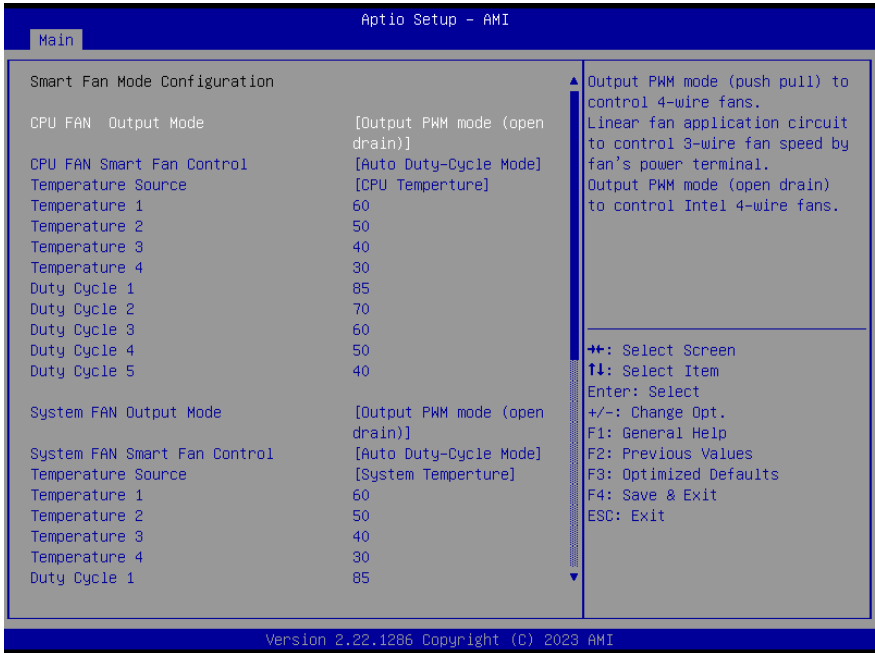 Aptio Setup – AMI
Main
Smart Fan Mode Configuration
CPU FAN  Output Mode [Output PWM mode (open
drain)]
CPU FAN Smart Fan Control [Auto Duty-Cycle Mode]
Temperature Source [CPU Temperture]
Temperature 1 60
Temperature 2 50
Temperature 3 40
Temperature 4 30
Duty Cycle 1 85
Duty Cycle 2 70
Duty Cycle 3 60
Duty Cycle 4 50
Duty Cycle 5 40
System FAN Output Mode [Output PWM mode (open
drain)]
System FAN Smart Fan Control [Auto Duty-Cycle Mode]
Temperature Source [System Temperture]
Temperature 1 60
Temperature 2 50
Temperature 3 40
Temperature 4 30
Duty Cycle 1 85
Output PWM mode (push pull) to
control 4-wire fans.
Linear fan application circuit
to control 3-wire fan speed by
fan's power terminal.
Output PWM mode (open drain)
to control Intel 4-wire fans.
→←: Select Screen
↑↓: Select Item
Enter: Select
+/-: Change Opt.
F1: General Help
F2: Previous Values
F3: Optimized Defaults
F4: Save & Exit
ESC: Exit
Version 2.22.1286 Copyright (C) 2023 AMI